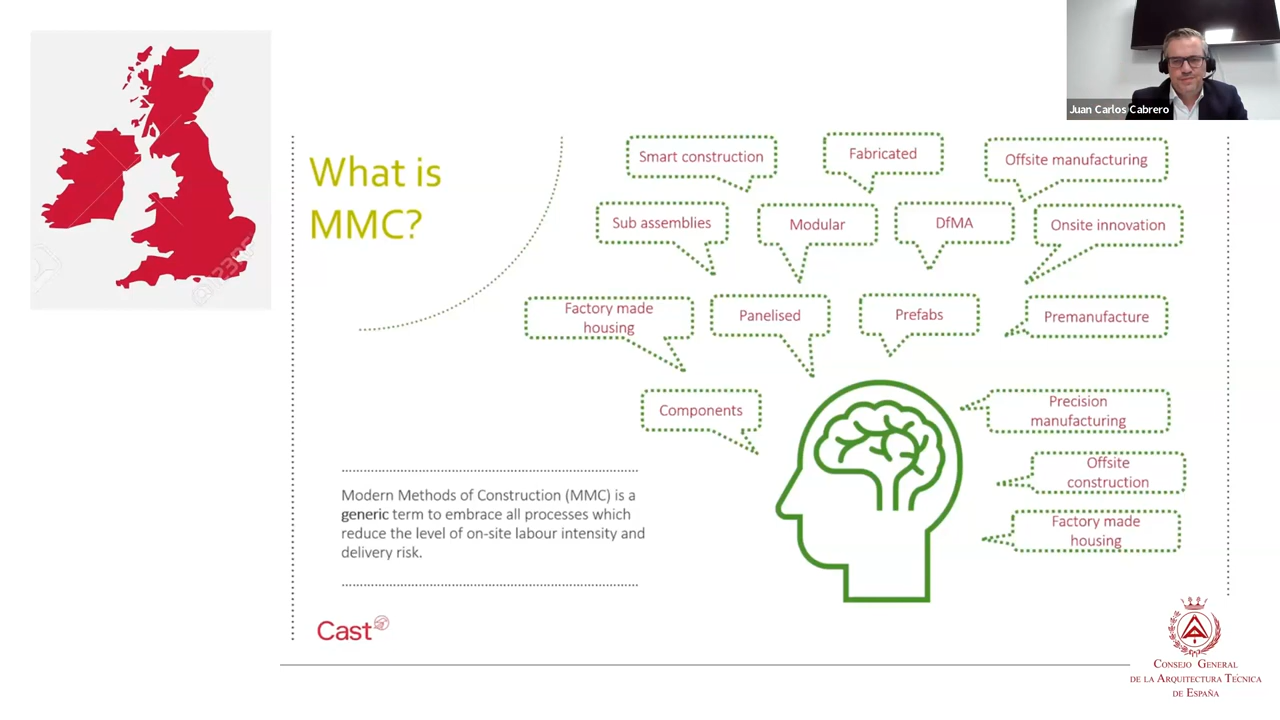 Juan Carlos Cabrero
What is
MMC?
Smart construction
Fabricated
Offsite manufacturing
Sub assemblies
Modular
DfMA
Onsite innovation
Factory made
housing
Panelised
Prefabs
Premanufacture
Components
Precision
manufacturing
Offsite
construction
Factory made
housing
Modern Methods of Construction (MMC) is a
generic term to embrace all processes which
reduce the level of on-site labour intensity and
delivery risk.
Cast
Consejo General
de la Arquitectura Técnica
de España